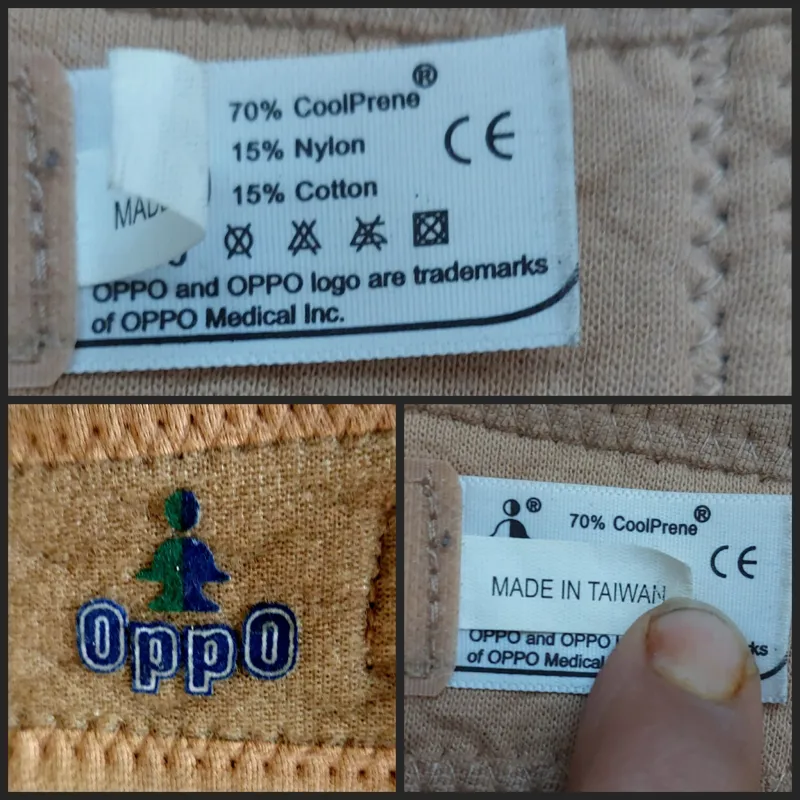 70% CoolPrene®
15% Nylon
15% Cotton
CE
OPPO and OPPO logo are trademarks
of OPPO Medical Inc.
OppO
®
70% CoolPrene®
CE
MADE IN TAIWAN
OPPO and OPPO
of OPPO Medical